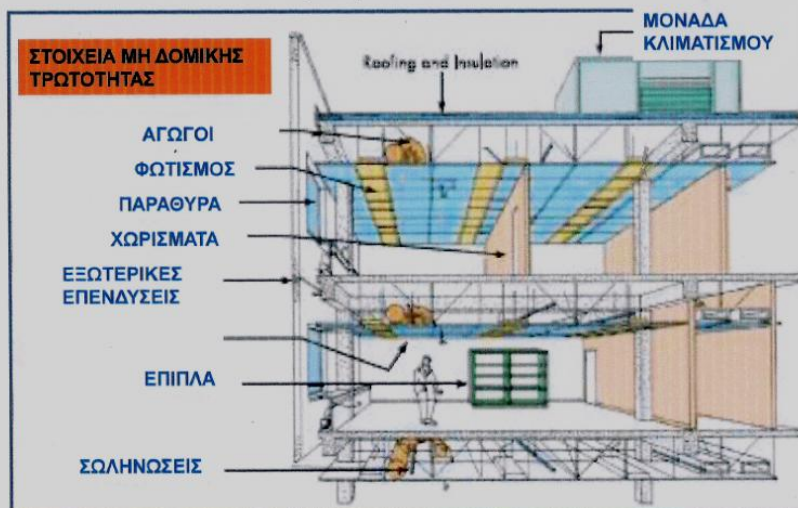 ΜΟΝΑΔΑ
ΚΛΙΜΑΤΙΣΜΟΥ
ΣΤΟΙΧΕΙΑ ΜΗ ΔΟΜΙΚΗΣ
ΤΡΩΤΟΤΗΤΑΣ
Roofing and Insulation
ΑΓΩΓΟΙ
ΦΩΤΙΣΜΟΣ
ΠΑΡΑΘΥΡΑ
ΧΩΡΙΣΜΑΤΑ
ΕΞΩΤΕΡΙΚΕΣ
ΕΠΕΝΔΥΣΕΙΣ
ΕΠΙΠΛΑ
ΣΩΛΗΝΩΣΕΙΣ